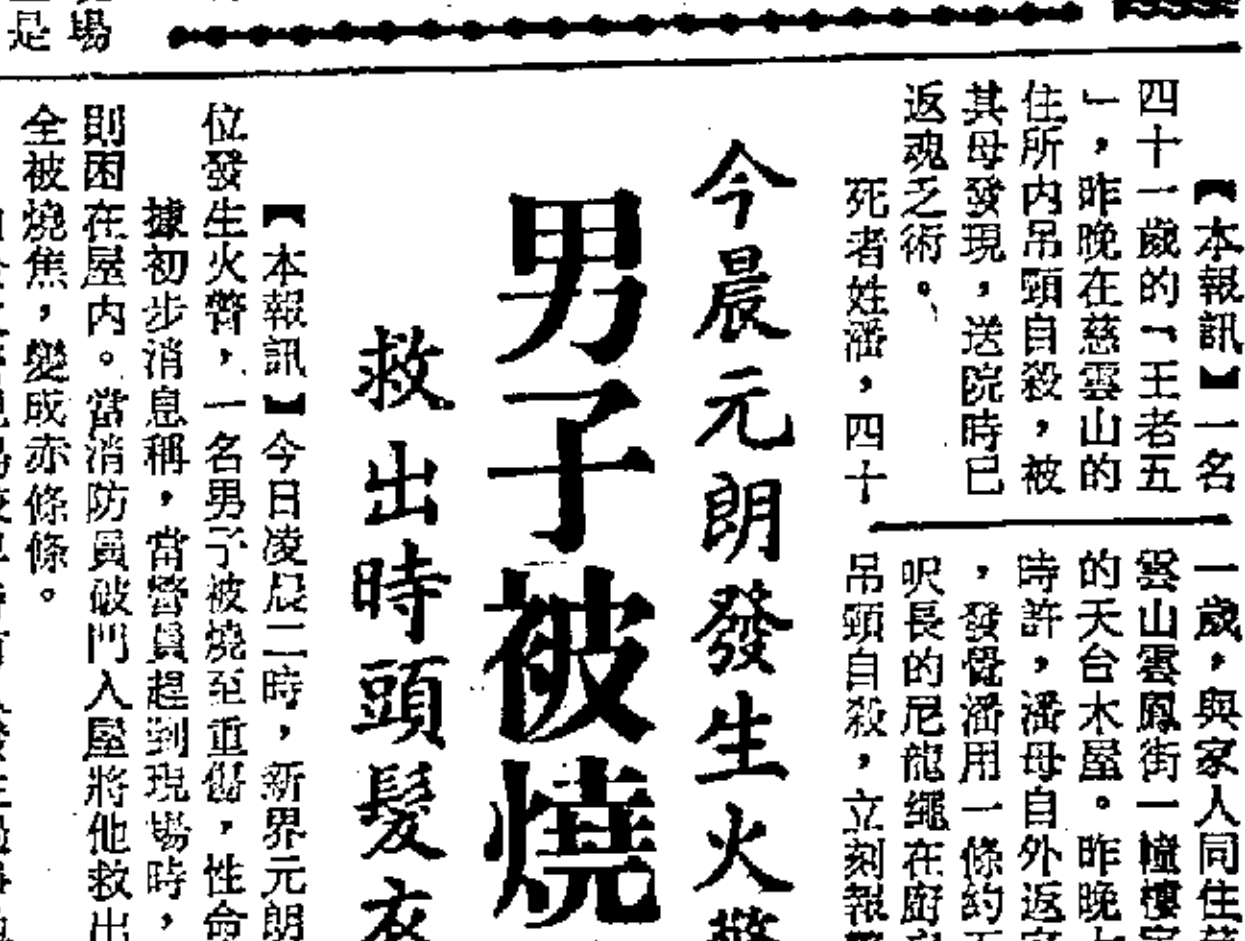 【本報訊】一名
四十一歲的「王老五
」，昨晚在慈雲山的
住所内吊頸自殺，被
其母發現，送院時已
返魂乏術。
死者姓潘，四十
一歲，與家人同住
雲山雲鳳街一幢樓
的天台木屋。昨晚
時許，潘母自外返
，發覺潘用一條約
呎長的尼龍繩在廚
吊頸自殺，立刻報
今晨元朗發生火警
男子被燒
救出時頭髮衣
【本報訊】今日凌晨二時，新界元朗
位發生火警，一名男子被燒至重傷，性命
據初步消息稱，當警員趕到現場時，
則困在屋内。當消防員破門入屋將他救出
全被燒焦，變成赤條條。
場
是